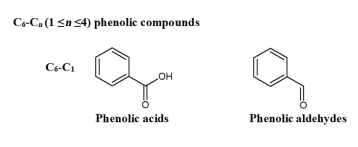 C₆-Cₙ (1 ≤n ≤4) phenolic compounds
C₆-C₁
OH
O
O
Phenolic acids
Phenolic aldehydes